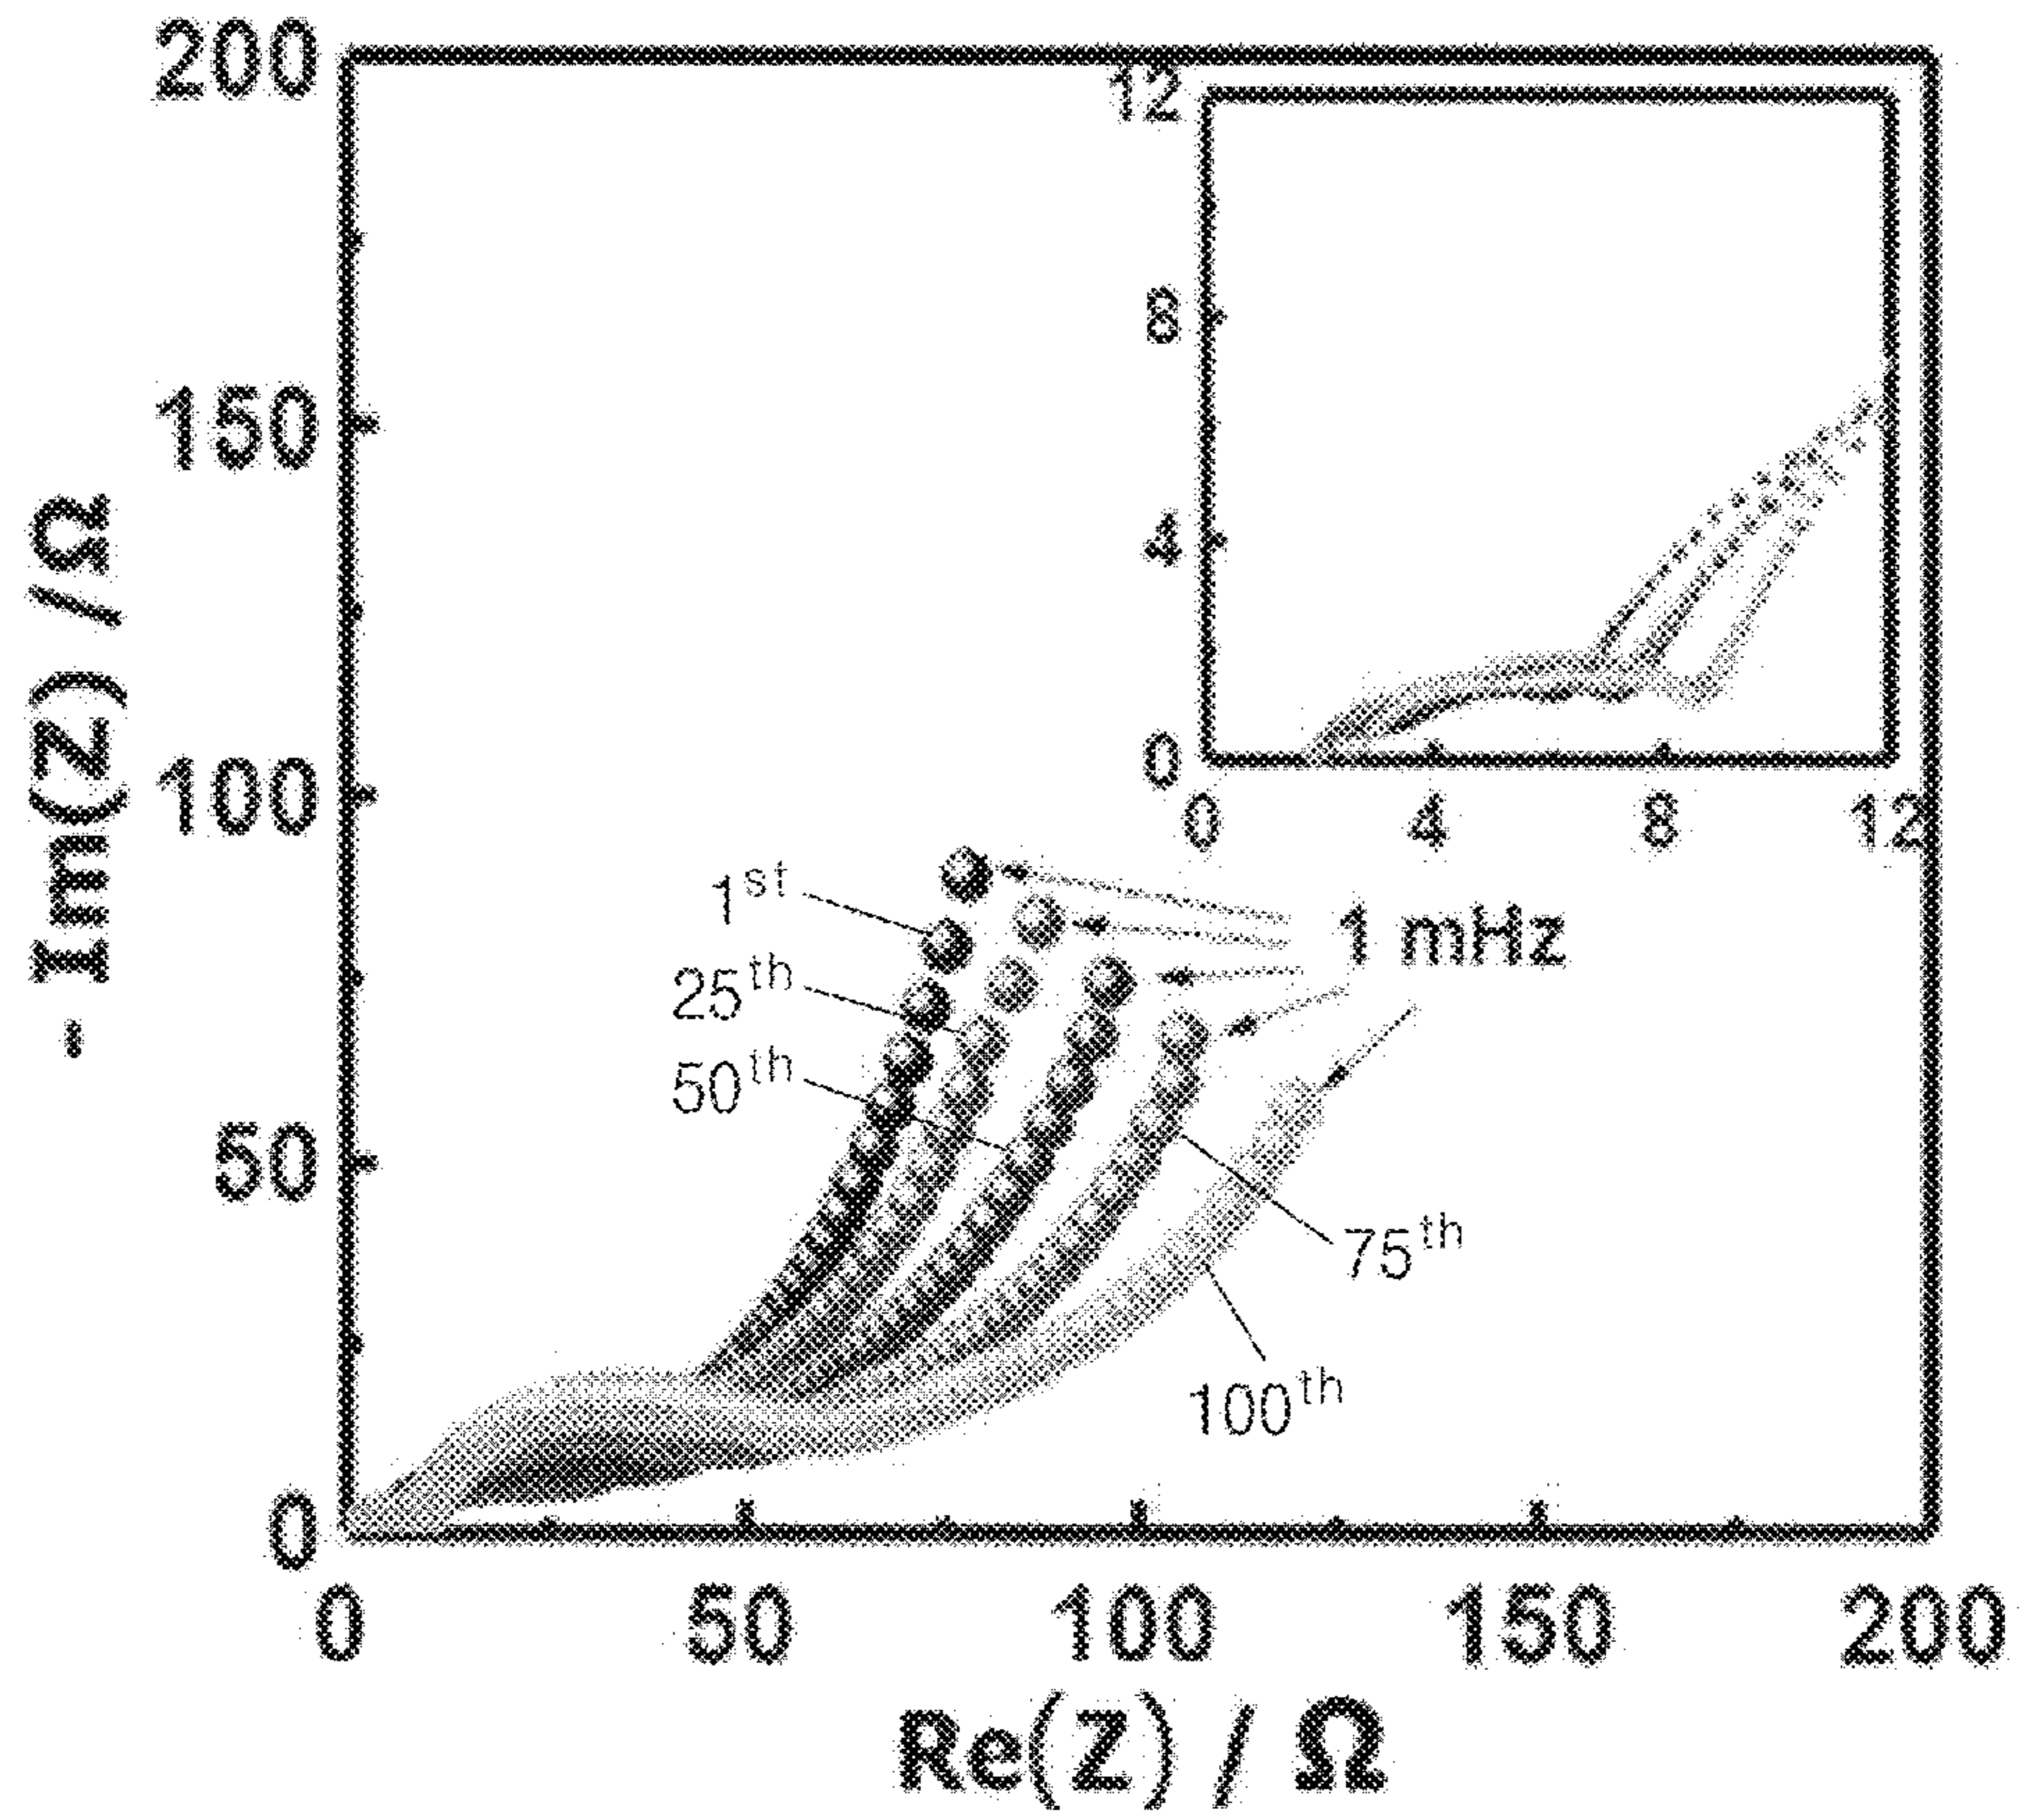 200
12
8
150
4
- Im(Z) / Ω
0
100
0 4 8 12
1st
1 mHz
25th
50th
50
75th
100th
0
0 50 100 150 200
Re(Z) / Ω